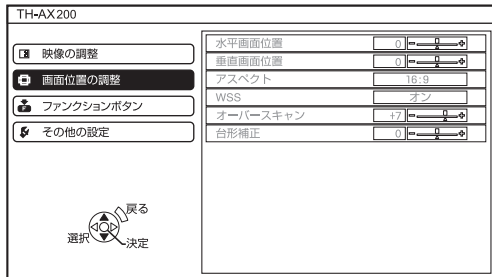 TH-AX200
映像の調整
画面位置の調整
ファンクションボタン
その他の設定
水平画面位置 0
垂直画面位置 0
アスペクト 16:9
WSS オン
オーバースキャン +7
台形補正 0
戻る
選択
決定